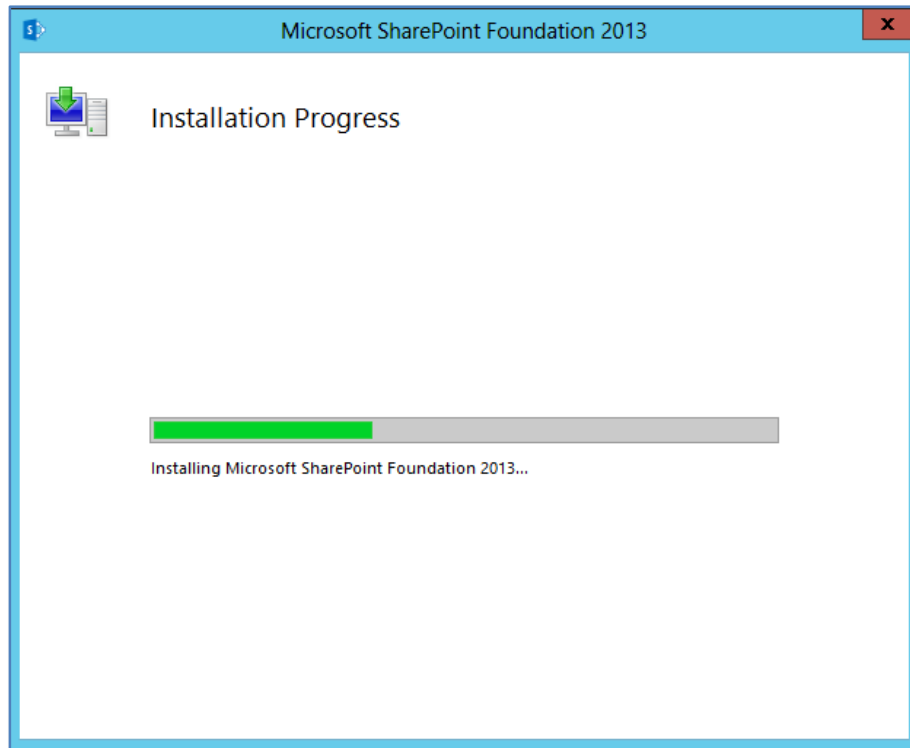 Microsoft SharePoint Foundation 2013
Installation Progress
Installing Microsoft SharePoint Foundation 2013...